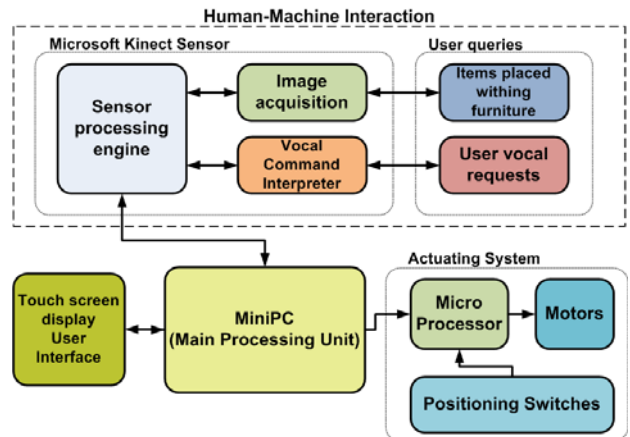 Human-Machine Interaction
Microsoft Kinect Sensor
User queries
Sensor
processing
engine
Image
acquisition
Items placed
withing
furniture
Vocal
Command
Interpreter
User vocal
requests
Actuating System
Touch screen
display
User
Interface
MiniPC
(Main Processing Unit)
Micro
Processor
Motors
Positioning Switches